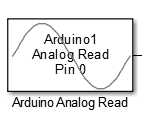 Arduino1
Analog Read
Pin 0
Arduino Analog Read